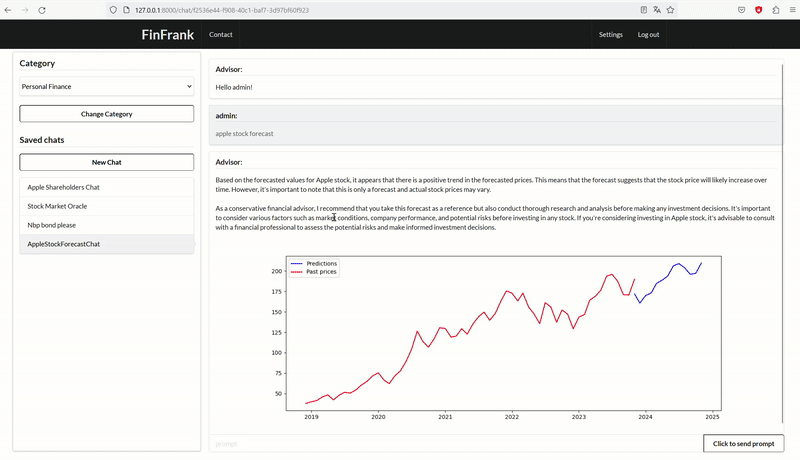 127.0.0.1:8000/chat/f2536e44-f908-40c1-baf7-3d97bf60f923
FinFrank Contact Settings Log out
Category
Personal Finance
Change Category
Saved chats
New Chat
Apple Shareholders Chat
Stock Market Oracle
Nbp bond please
AppleStockForecastChat
Advisor:
Hello admin!
admin:
apple stock forecast
Advisor:
Based on the forecasted values for Apple stock, it appears that there is a positive trend in the forecasted prices. This means that the forecast suggests that the stock price will likely increase over
time. However, it's important to note that this is only a forecast and actual stock prices may vary.
As a conservative financial advisor, I recommend that you take this forecast as a reference but also conduct thorough research and analysis before making any investment decisions. It's important
to consider various factors such as market conditions, company performance, and potential risks before investing in any stock. If you're considering investing in Apple stock, it's advisable to consult
with a financial professional to assess the potential risks and make informed investment decisions.
Predictions
Past prices
200
175
150
125
100
75
50
2019 2020 2021 2022 2023 2024 2025
prompt
Click to send prompt